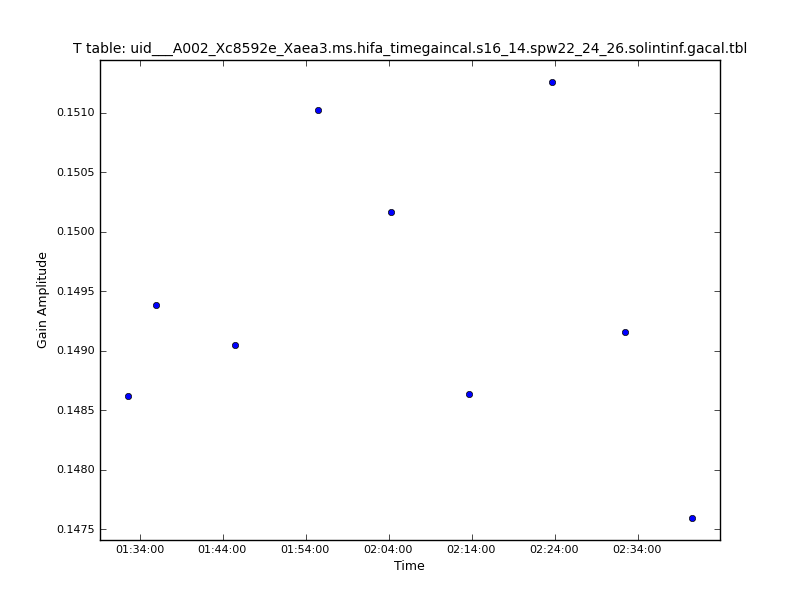 T table: uid___A002_Xc8592e_Xaea3.ms.hifa_timegaincal.s16_14.spw22_24_26.solintinf.gacal.tbl
0.1510
0.1505
0.1500
0.1495
0.1490
0.1485
0.1480
0.1475
Gain Amplitude
01:34:00 01:44:00 01:54:00 02:04:00 02:14:00 02:24:00 02:34:00
Time